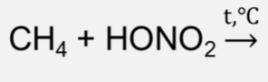 t,°C
CH₄ + HONO₂ →